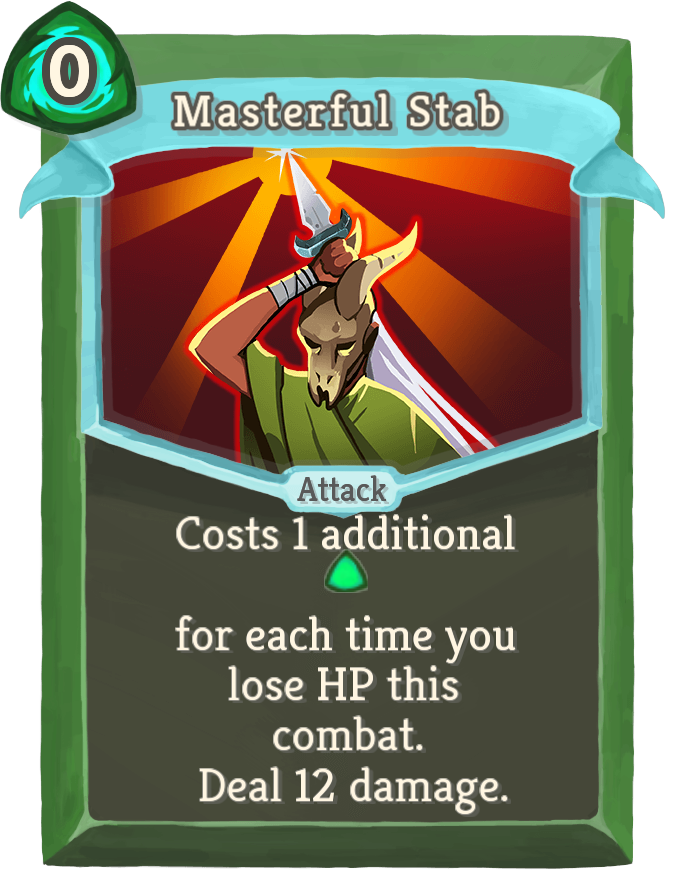 0
Masterful Stab
Attack
Costs 1 additional
for each time you
lose HP this
combat.
Deal 12 damage.